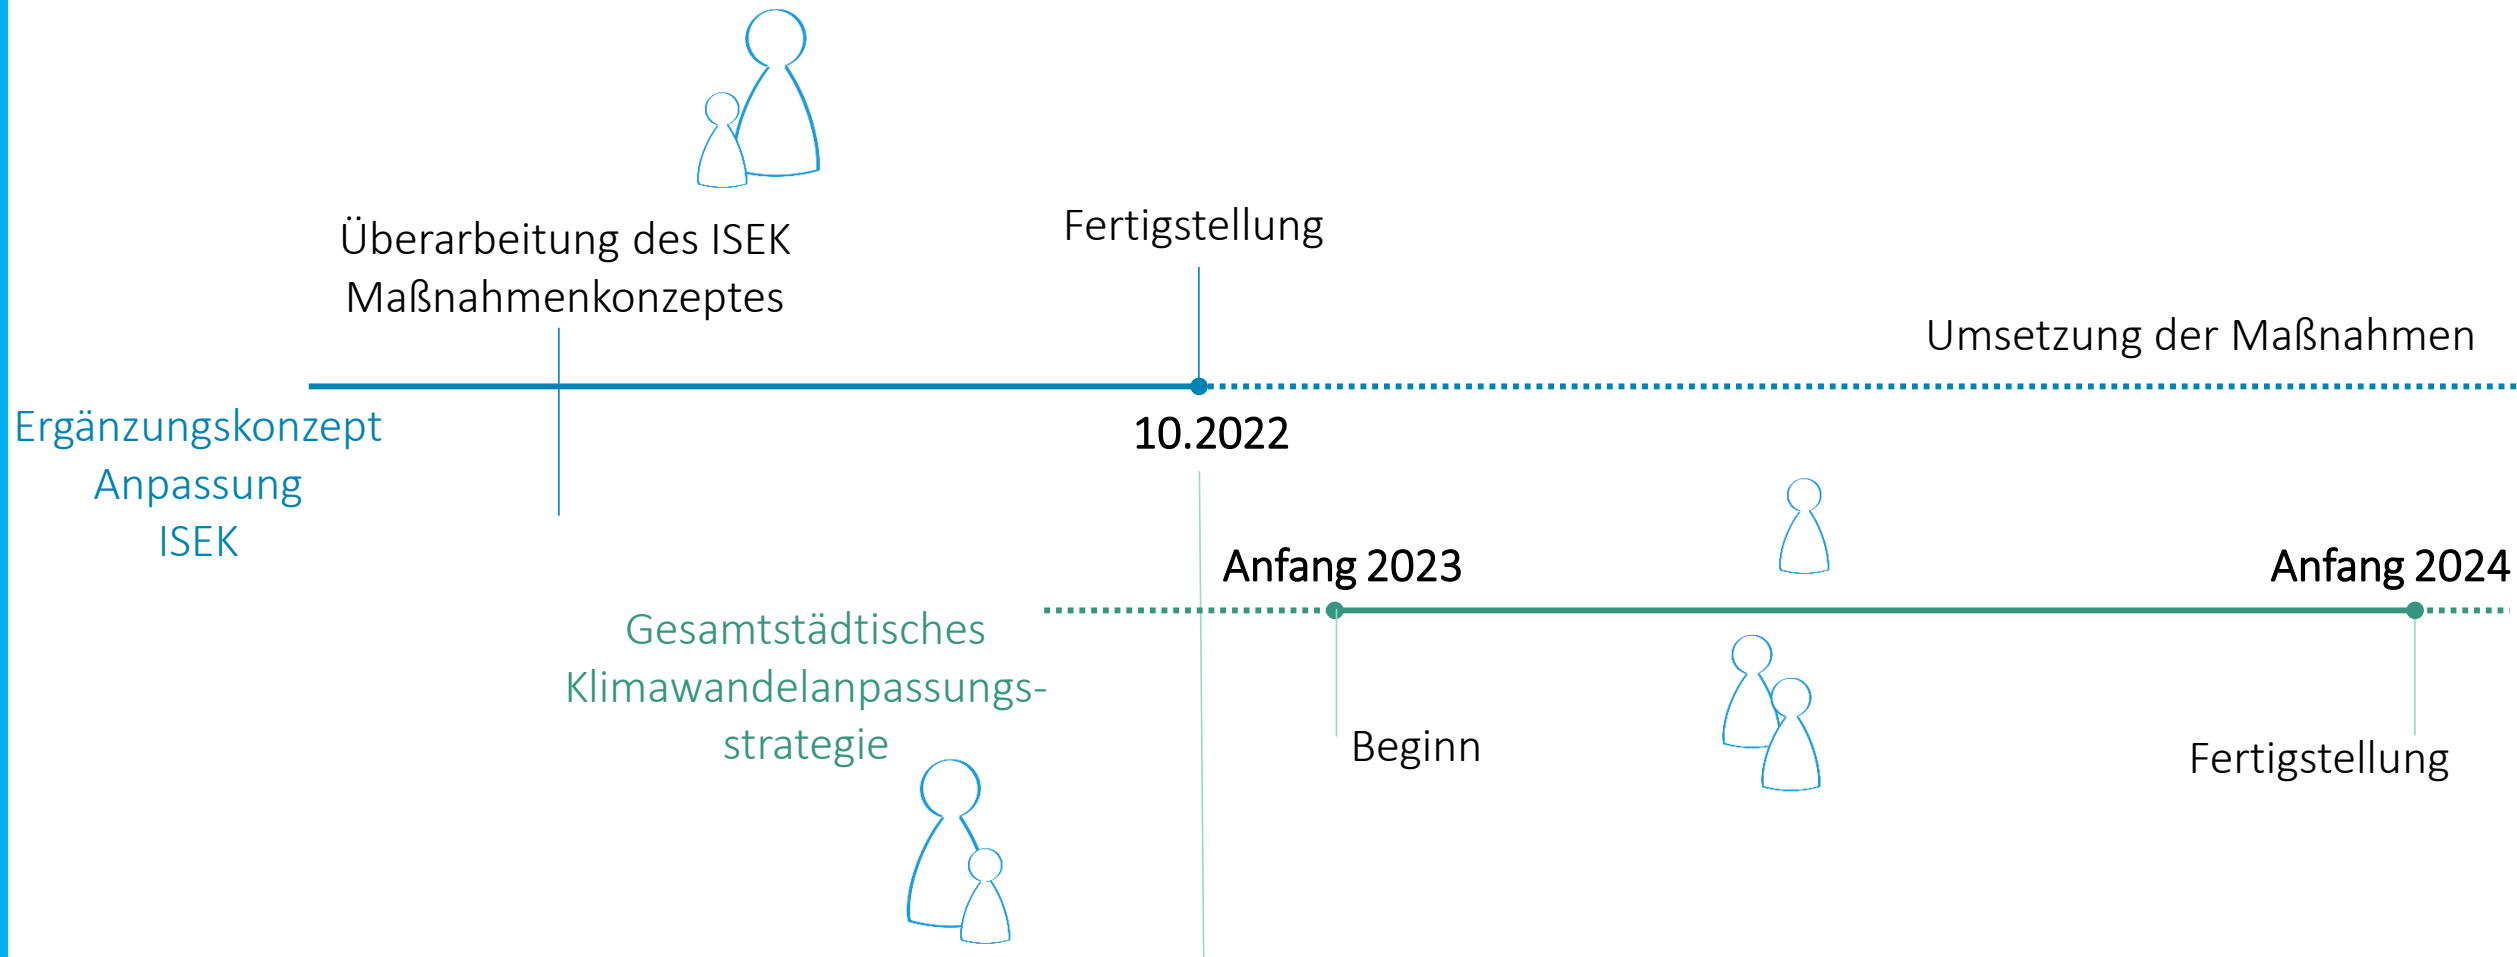 Überarbeitung des ISEK
Maßnahmenkonzeptes
Fertigstellung
Umsetzung der Maßnahmen
Ergänzungskonzept
Anpassung
ISEK
10.2022
Anfang 2023
Anfang 2024
Gesamtstädtisches
Klimawandelanpassungs-
strategie
Beginn
Fertigstellung